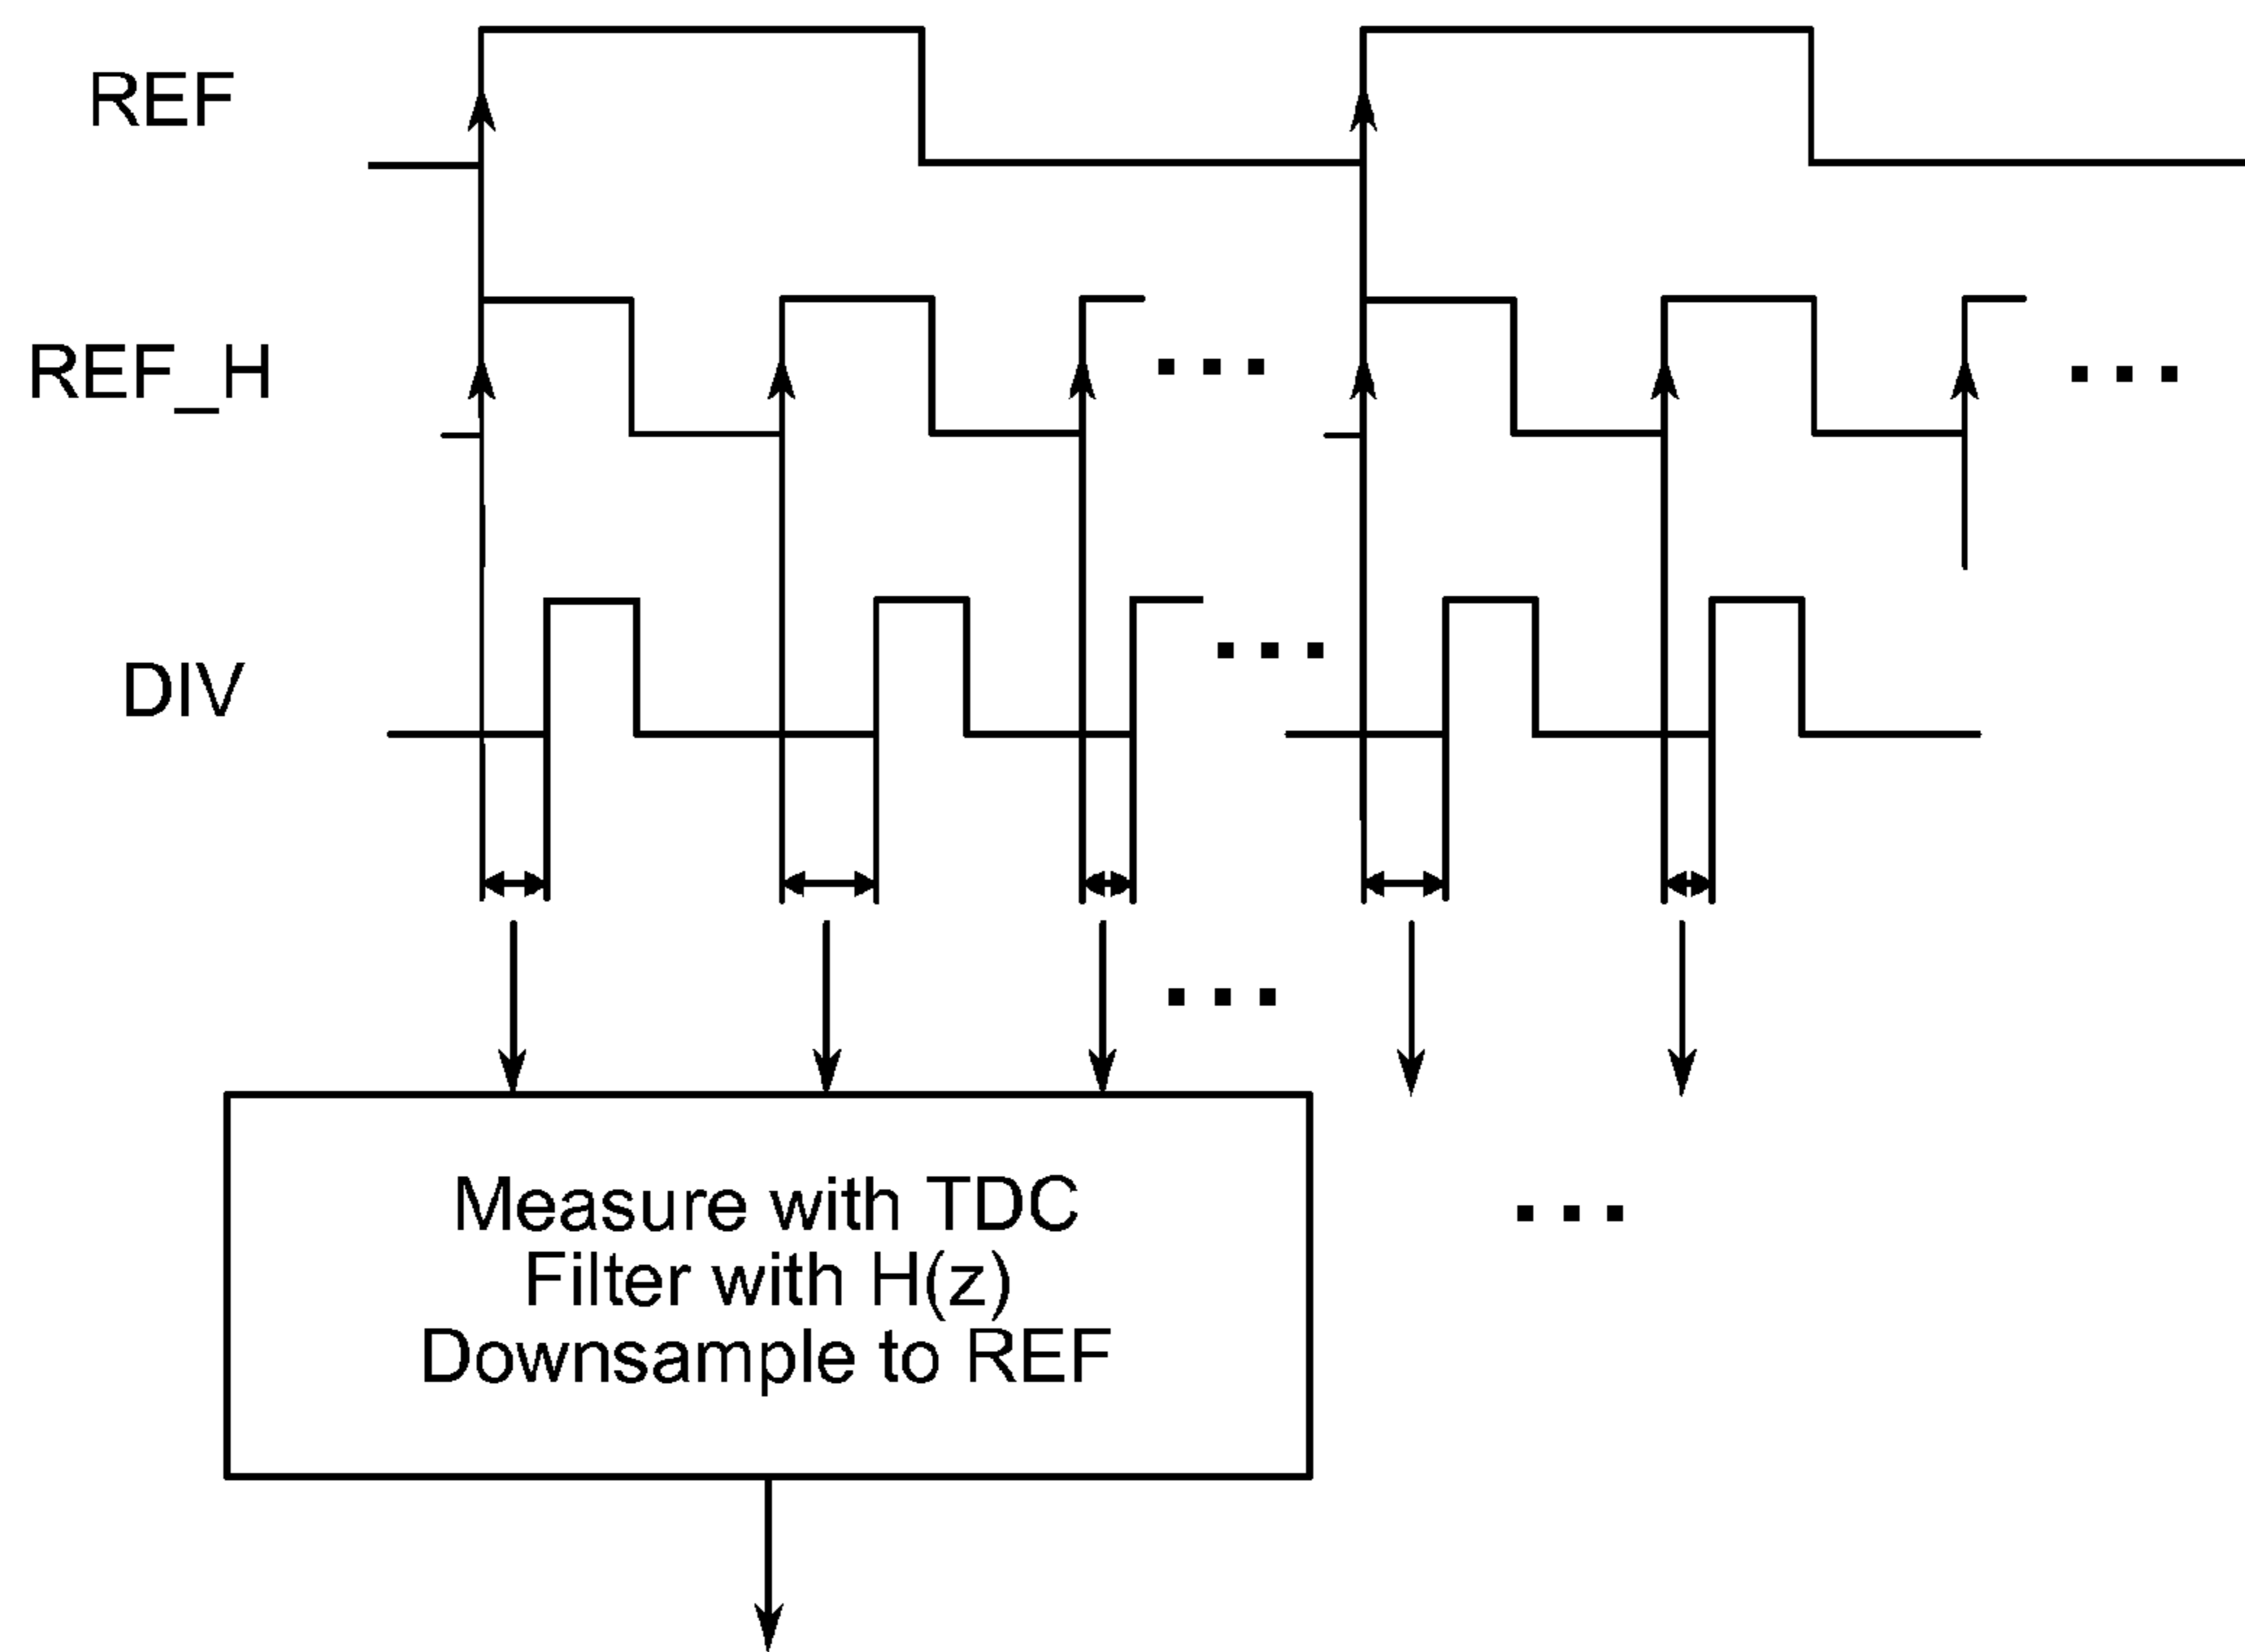 REF
REF_H
DIV
Measure with TDC
Filter with H(z)
Downsample to REF